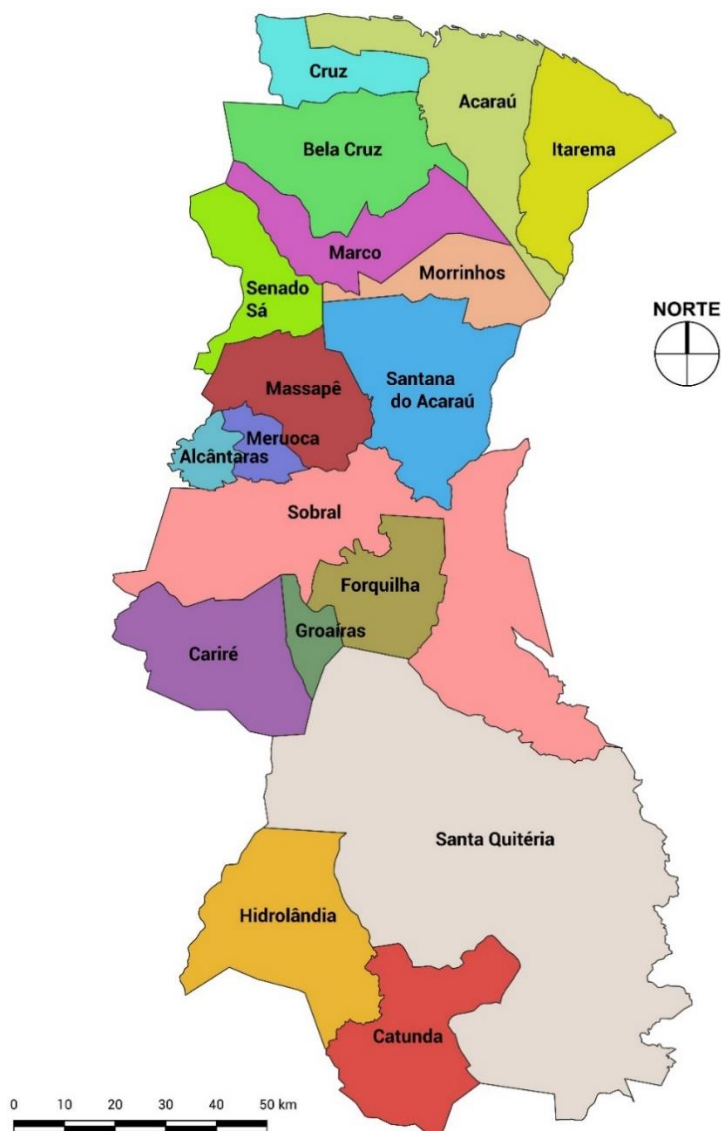 Cruz
Acaraú
Bela Cruz
Itarema
Marco
Morrinhos
Senado
Sá
NORTE
Massapê
Santana
do Acaraú
Meruoca
Alcântaras
Sobral
Forquilha
Groaíras
Cariré
Santa Quitéria
Hidrolândia
Catunda
0 10 20 30 40 50 km